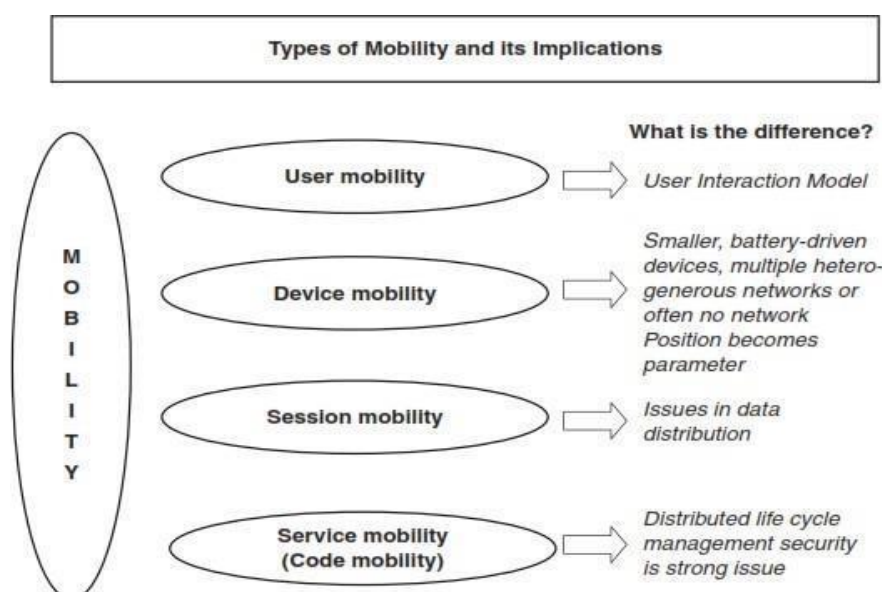 Types of Mobility and its Implications
What is the difference?
M
O
B
I
L
I
T
Y
User mobility
User Interaction Model
Device mobility
Smaller, battery-driven
devices, multiple hetero-
generous networks or
often no network
Position becomes
parameter
Session mobility
Issues in data
distribution
Service mobility
(Code mobility)
Distributed life cycle
management security
is strong issue